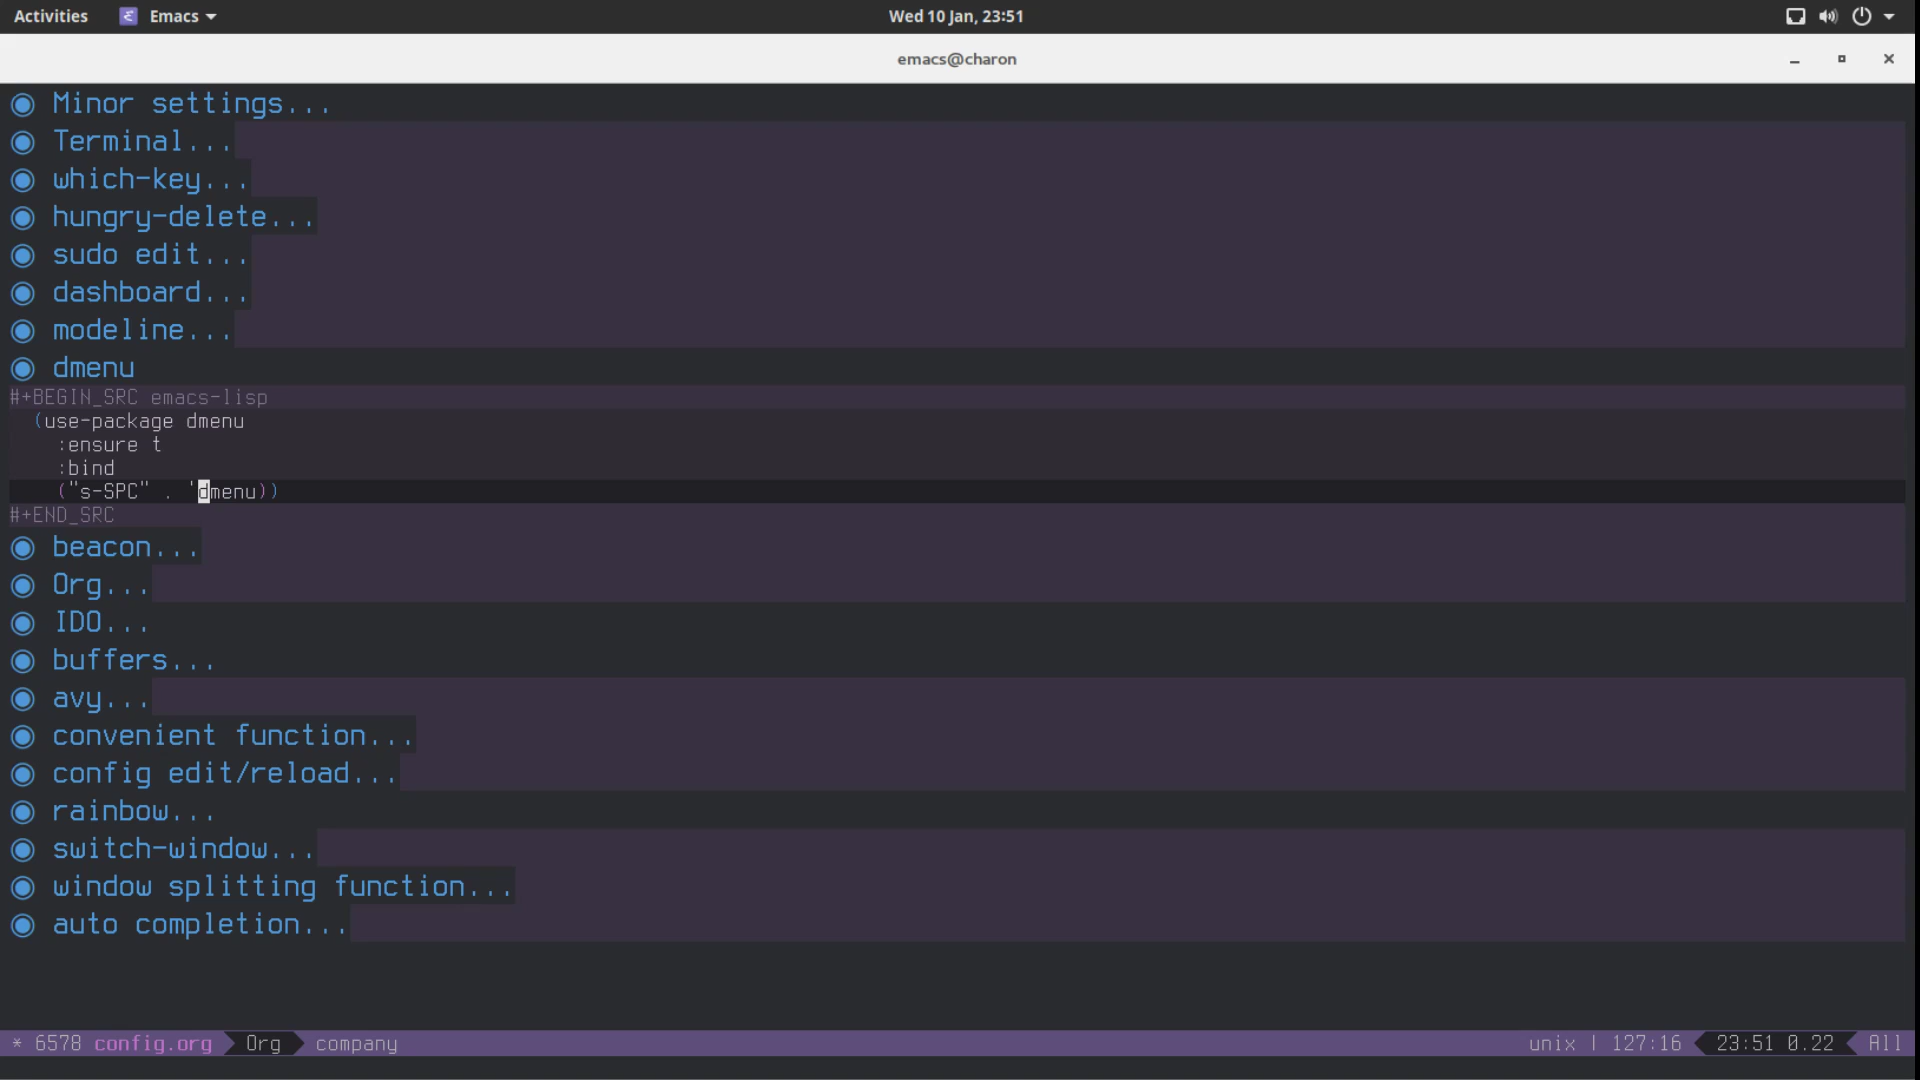 Activities Emacs Wed 10 Jan, 23:51
emacs@charon
Minor settings...
Terminal...
which-key...
hungry-delete...
sudo edit...
dashboard...
modeline...
dmenu
#+BEGIN_SRC emacs-lisp
(use-package dmenu
:ensure t
:bind
("s-SPC" . 'dmenu))
#+END_SRC
beacon...
Org...
IDO...
buffers...
avy...
convenient function...
config edit/reload...
rainbow...
switch-window...
window splitting function...
auto completion...
* 6578 config.org Org company unix | 127:16 23:51 0.22 All